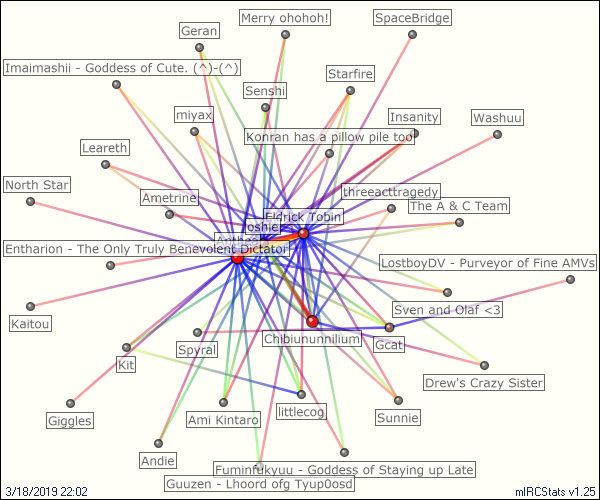 Merry ohohoh!
SpaceBridge
Geran
Imaimashii - Goddess of Cute. (^)-(^)
Starfire
Senshi
miyax
Insanity
Washuu
Konran has a pillow pile too
Leareth
North Star
Ametrine
threeacttragedy
The A & C Team
Eldrick Tobin
oshie
Anthea
Entharion - The Only Truly Benevolent Dictator
LostboyDV - Purveyor of Fine AMVs
Kaitou
Sven and Olaf <3
Chibiununnilium
Gcat
Spyral
Kit
Drew's Crazy Sister
Giggles
Ami Kintaro
littlecog
Sunnie
Andie
Fuminfukyuu - Goddess of Staying up Late
Guuzen - Lhoord ofg Tyup0osd
3/18/2019 22:02
mIRCStats v1.25